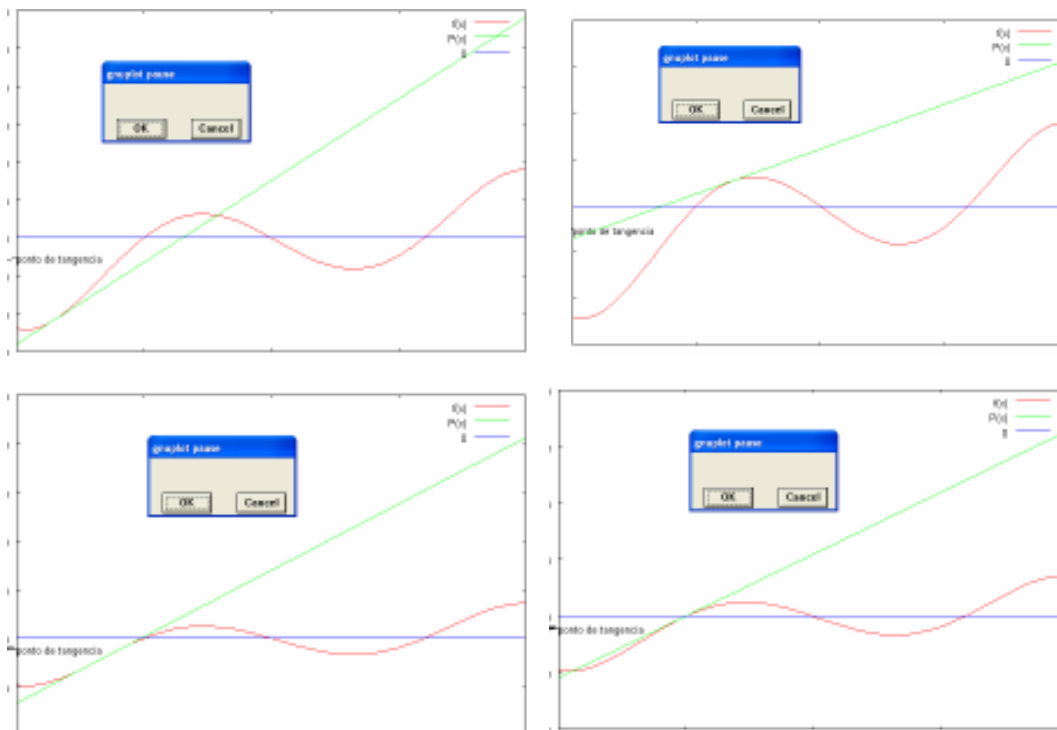 f(x)
P(x)
0
gnuplot pause
OK Cancel
ponto de tangencia
f(x)
P(x)
0
gnuplot pause
OK Cancel
ponto de tangencia
f(x)
P(x)
0
gnuplot pause
OK Cancel
ponto de tangencia
f(x)
P(x)
0
gnuplot pause
OK Cancel
ponto de tangencia